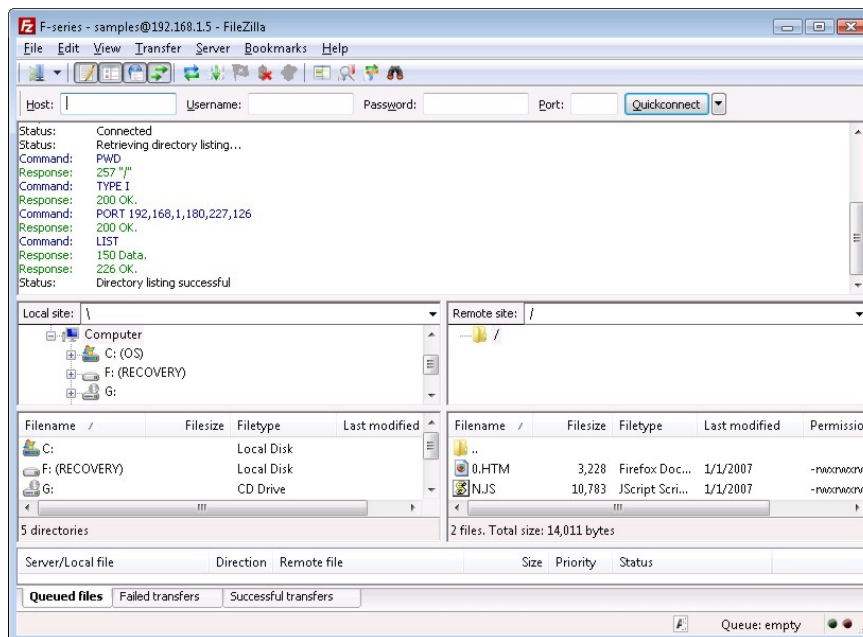 F-series - samples@192.168.1.5 - FileZilla
File Edit View Transfer Server Bookmarks Help
Host: Username: Password: Port: Quickconnect
Status: Connected
Status: Retrieving directory listing...
Command: PWD
Response: 257 "/"
Command: TYPE I
Response: 200 OK.
Command: PORT 192,168,1,180,227,126
Response: 200 OK.
Command: LIST
Response: 150 Data.
Response: 226 OK.
Status: Directory listing successful
Local site: \
Computer
C: (OS)
F: (RECOVERY)
G:
Remote site: /
/
Filename / Filesize Filetype Last modified
C: Local Disk
F: (RECOVERY) Local Disk
G: CD Drive
5 directories
Filename / Filesize Filetype Last modified Permissio
..
0.HTM 3,228 Firefox Doc... 1/1/2007 -rwxrwxrw
N.JS 10,783 JScript Scri... 1/1/2007 -rwxrwxrw
2 files. Total size: 14,011 bytes
Server/Local file Direction Remote file Size Priority Status
Queued files Failed transfers Successful transfers
Queue: empty